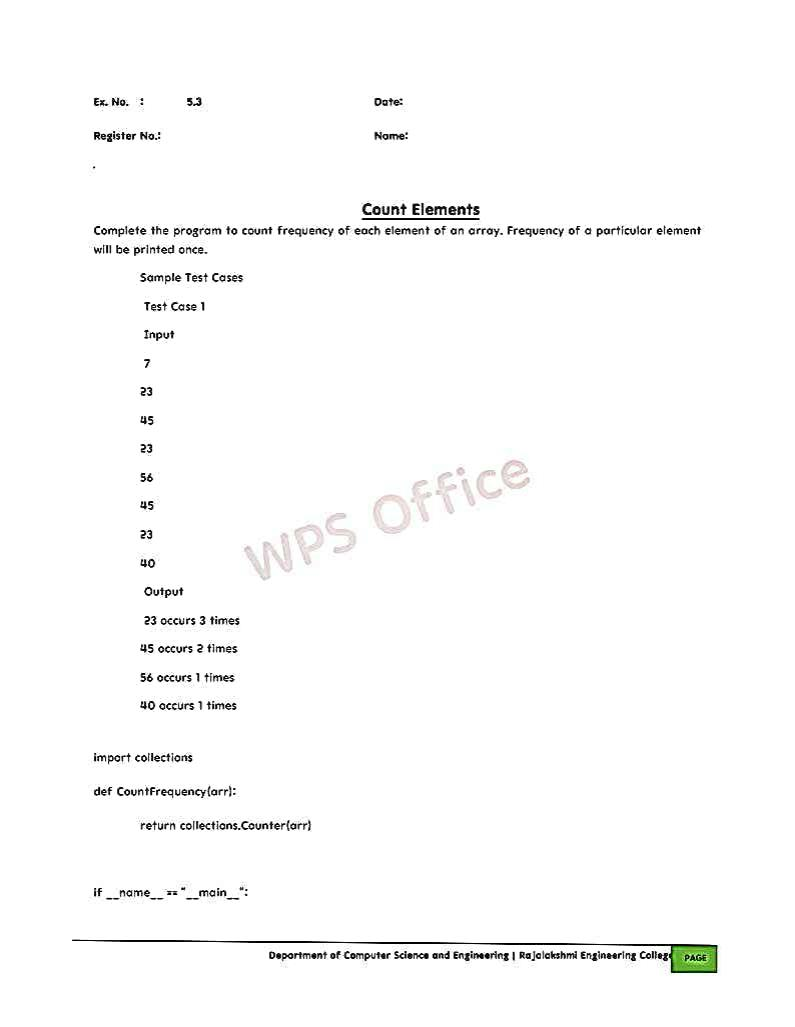 Ex. No. : 5.3 Date:
Register No.: Name:
.
Count Elements
Complete the program to count frequency of each element of an array. Frequency of a particular element
will be printed once.
Sample Test Cases
Test Case 1
Input
7
23
45
23
56
45
23
40
Output
23 occurs 3 times
45 occurs 2 times
56 occurs 1 times
40 occurs 1 times
WPS Office
import collections
def CountFrequency(arr):
return collections.Counter(arr)
if __name__ == "__main__":
Department of Computer Science and Engineering | Rajalakshmi Engineering College
PAGE